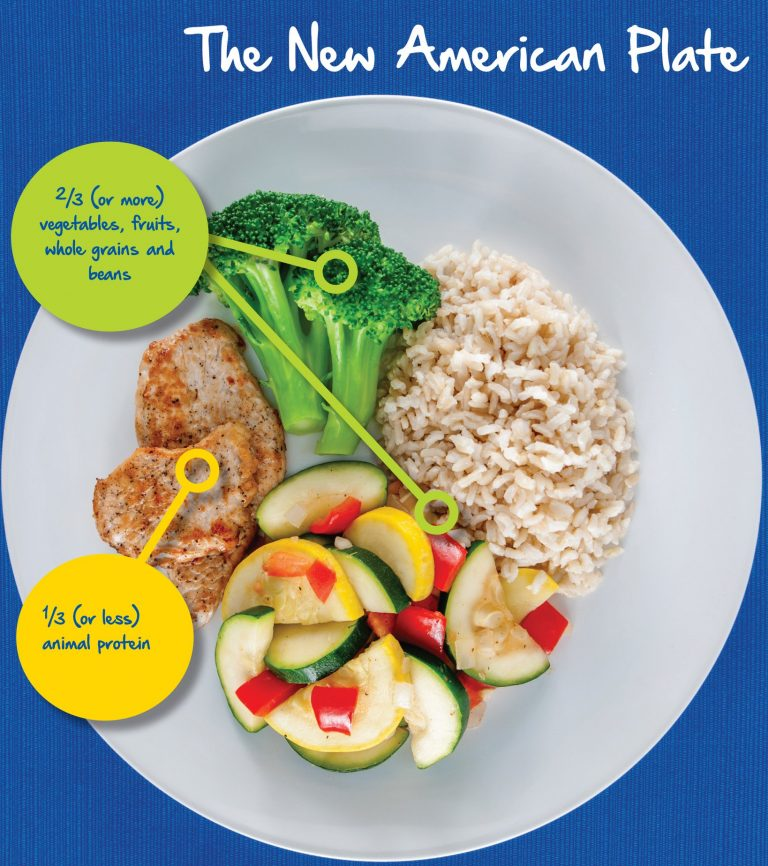 The New American Plate
2/3 (or more)
vegetables, fruits,
whole grains and
beans
1/3 (or less)
animal protein